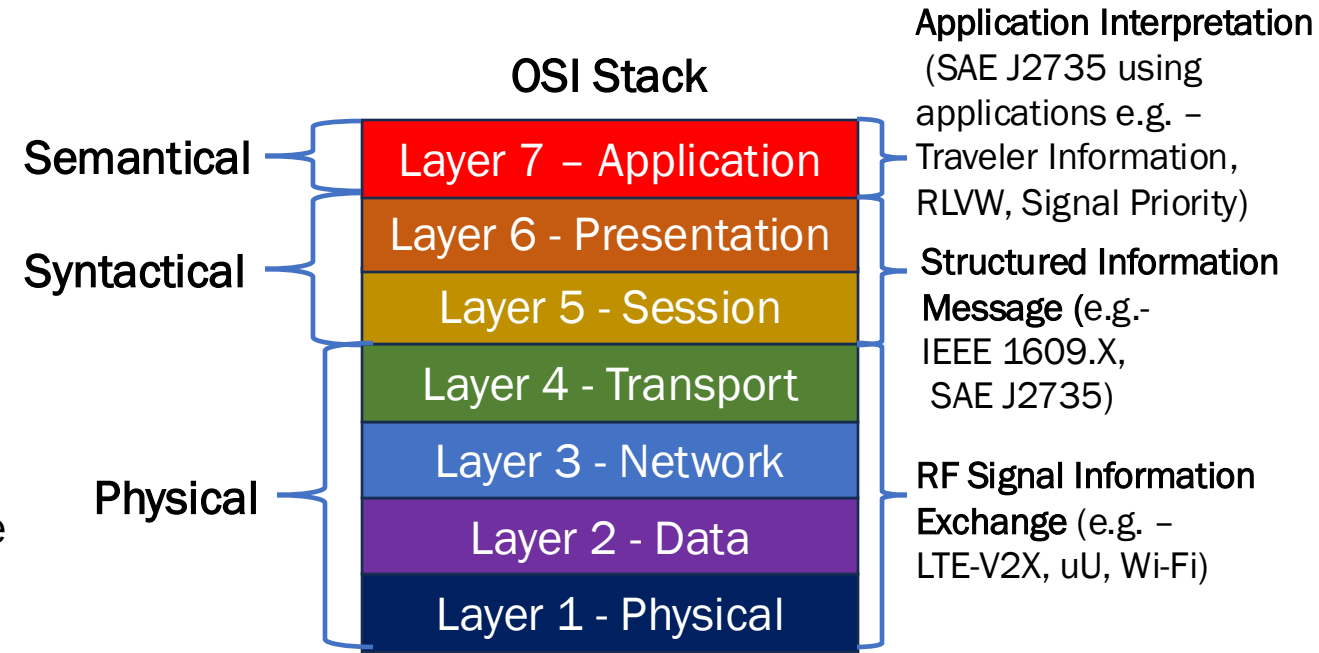 OSI Stack
Semantical
Syntactical
Physical
e
Layer 7 – Application
Layer 6 - Presentation
Layer 5 - Session
Layer 4 - Transport
Layer 3 - Network
Layer 2 - Data
Layer 1 - Physical
Application Interpretation
(SAE J2735 using
applications e.g. –
Traveler Information,
RLVW, Signal Priority)
Structured Information
Message (e.g.-
IEEE 1609.X,
SAE J2735)
RF Signal Information
Exchange (e.g. –
LTE-V2X, uU, Wi-Fi)